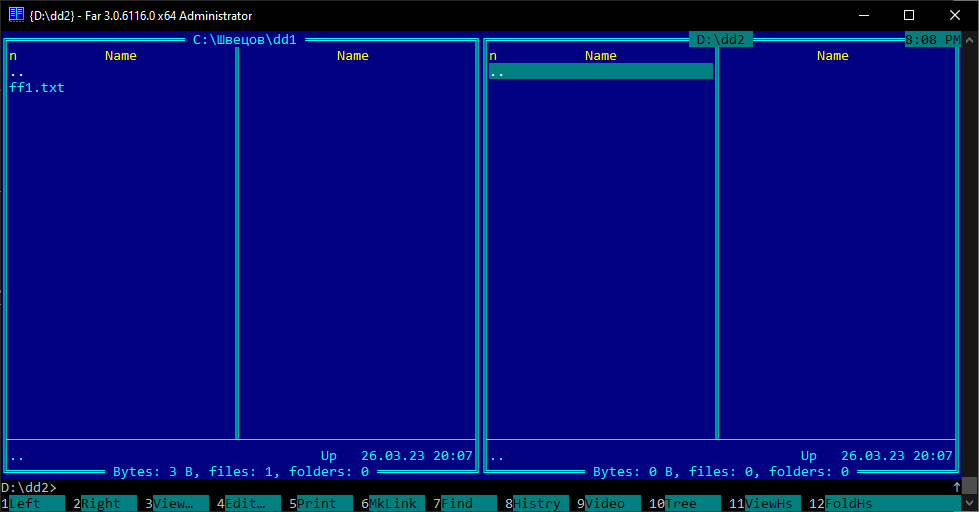 {D:\dd2} - Far 3.0.6116.0 x64 Administrator
C:\Швецов\dd1 D:\dd2 8:08 PM
n Name Name n Name Name
.. ..
ff1.txt
.. Up 26.03.23 20:07 .. Up 26.03.23 20:07
Bytes: 3 B, files: 1, folders: 0 Bytes: 0 B, files: 0, folders: 0
D:\dd2> ↑
1Left 2Right 3View… 4Edit… 5Print 6MkLink 7Find 8Histry 9Video 10Tree 11ViewHs 12FoldHs